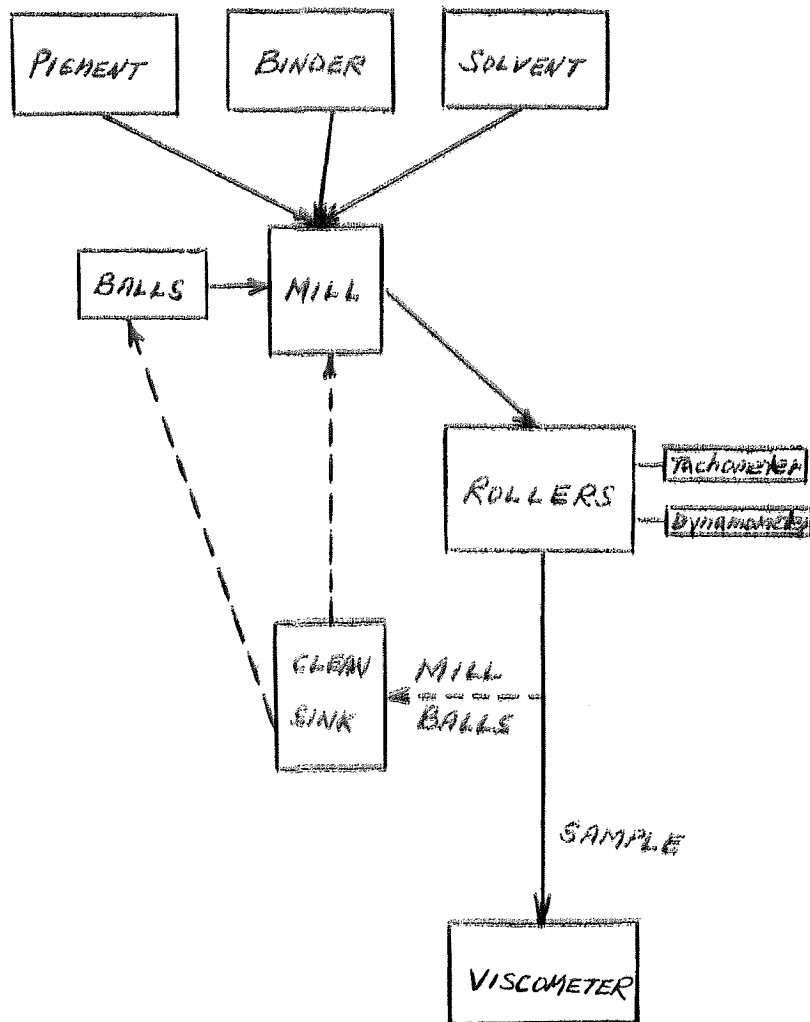 PIGMENT
BINDER
SOLVENT
BALLS
MILL
ROLLERS
Tachometer
Dynamometer
CLEAN
SINK
MILL
BALLS
SAMPLE
VISCOMETER